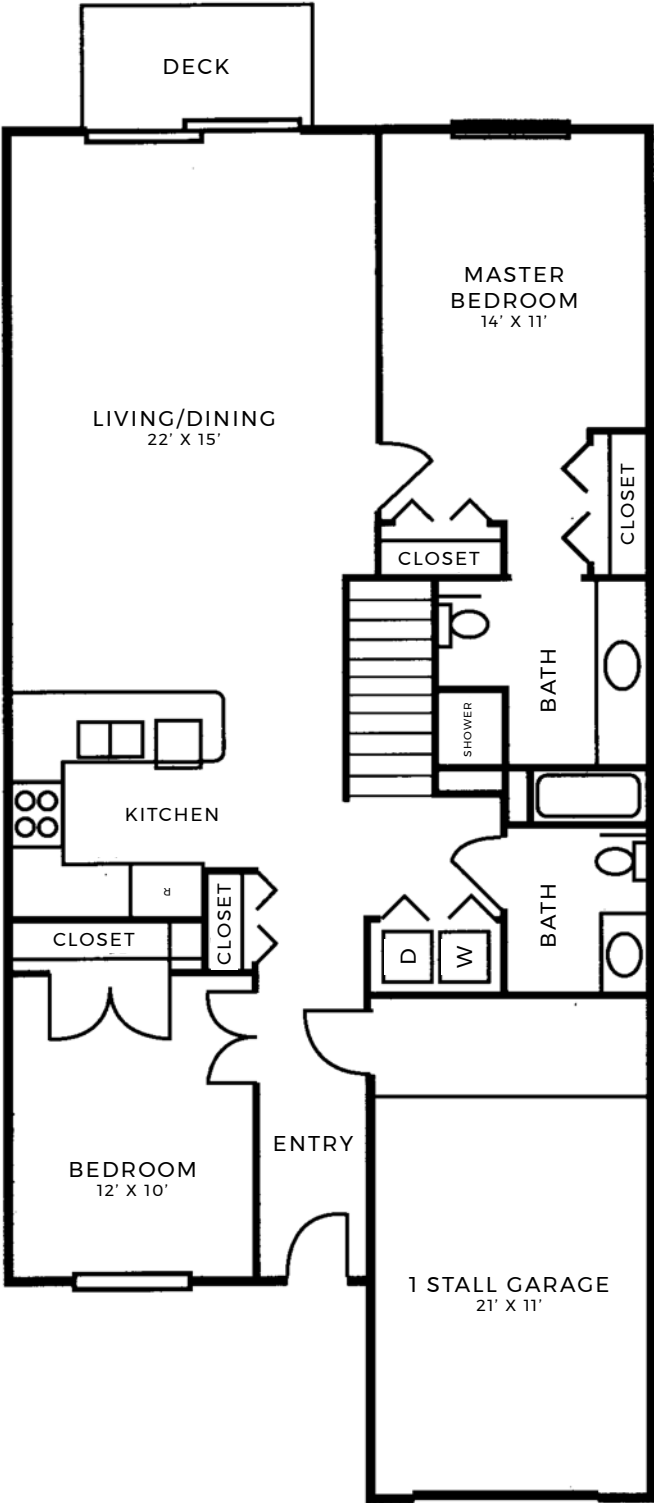 DECK
MASTER
BEDROOM
14' X 11'
LIVING/DINING
22' X 15'
CLOSET
CLOSET
BATH
SHOWER
KITCHEN
R
CLOSET
CLOSET
BATH
D
W
ENTRY
BEDROOM
12' X 10'
1 STALL GARAGE
21' X 11'